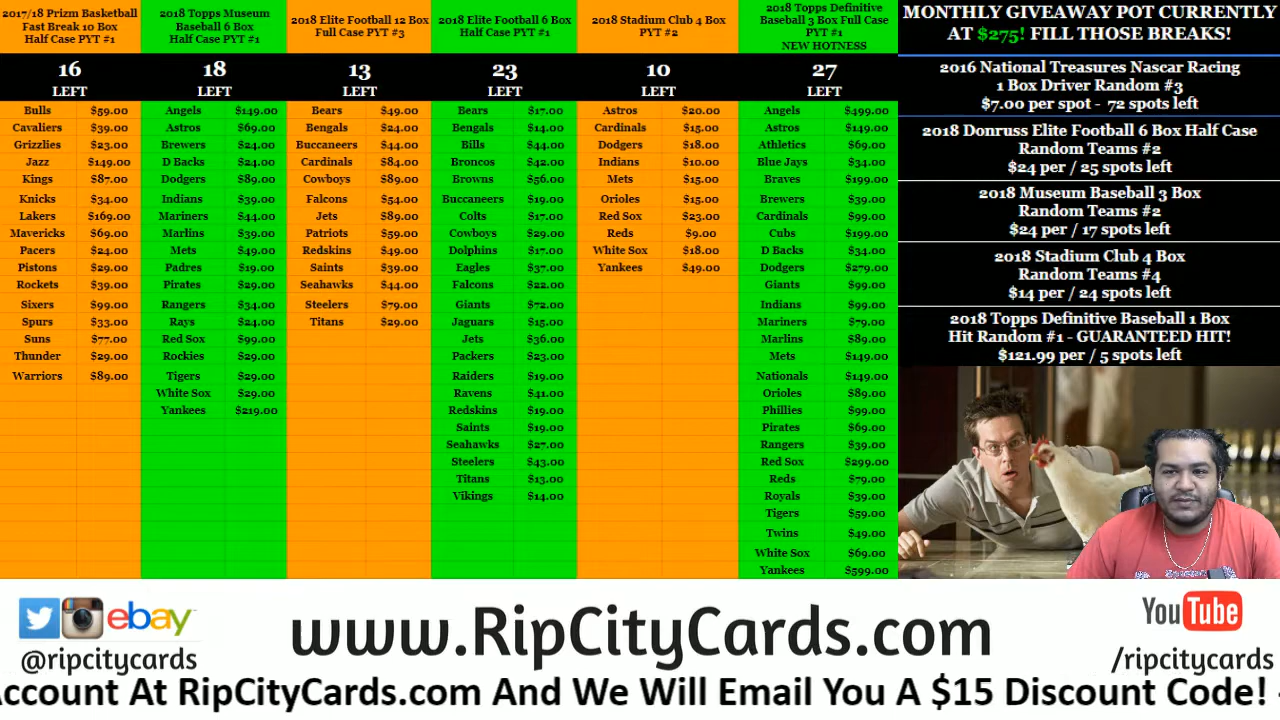 2017/18 Prizm Basketball
Fast Break 10 Box
Half Case PYT #1
16
LEFT
Bulls $59.00
Cavaliers $39.00
Grizzlies $23.00
Jazz $149.00
Kings $87.00
Knicks $34.00
Lakers $169.00
Mavericks $69.00
Pacers $24.00
Pistons $29.00
Rockets $39.00
Sixers $99.00
Spurs $33.00
Suns $77.00
Thunder $29.00
Warriors $89.00
2018 Topps Museum
Baseball 6 Box
Half Case PYT #1
18
LEFT
Angels $149.00
Astros $69.00
Brewers $24.00
D Backs $24.00
Dodgers $89.00
Indians $39.00
Mariners $44.00
Marlins $39.00
Mets $49.00
Padres $19.00
Pirates $29.00
Rangers $34.00
Rays $24.00
Red Sox $99.00
Rockies $29.00
Tigers $29.00
White Sox $29.00
Yankees $219.00
2018 Elite Football 12 Box
Full Case PYT #3
13
LEFT
Bears $49.00
Bengals $24.00
Buccaneers $44.00
Cardinals $84.00
Cowboys $89.00
Falcons $54.00
Jets $89.00
Patriots $59.00
Redskins $49.00
Saints $39.00
Seahawks $44.00
Steelers $79.00
Titans $29.00
2018 Elite Football 6 Box
Half Case PYT #1
23
LEFT
Bears $17.00
Bengals $14.00
Bills $44.00
Broncos $42.00
Browns $56.00
Buccaneers $19.00
Colts $17.00
Cowboys $29.00
Dolphins $17.00
Eagles $37.00
Falcons $22.00
Giants $72.00
Jaguars $15.00
Jets $36.00
Packers $23.00
Raiders $19.00
Ravens $41.00
Redskins $19.00
Saints $19.00
Seahawks $27.00
Steelers $43.00
Titans $13.00
Vikings $14.00
2018 Stadium Club 4 Box
PYT #2
10
LEFT
Astros $20.00
Cardinals $15.00
Dodgers $18.00
Indians $10.00
Mets $15.00
Orioles $15.00
Red Sox $23.00
Reds $9.00
White Sox $18.00
Yankees $49.00
2018 Topps Definitive
Baseball 3 Box Full Case
PYT #1
NEW HOTNESS
27
LEFT
Angels $499.00
Astros $149.00
Athletics $69.00
Blue Jays $34.00
Braves $199.00
Brewers $39.00
Cardinals $99.00
Cubs $199.00
D Backs $34.00
Dodgers $279.00
Giants $99.00
Indians $99.00
Mariners $79.00
Marlins $89.00
Mets $149.00
Nationals $149.00
Orioles $89.00
Phillies $99.00
Pirates $69.00
Rangers $39.00
Red Sox $299.00
Reds $79.00
Royals $39.00
Tigers $59.00
Twins $49.00
White Sox $69.00
Yankees $599.00
MONTHLY GIVEAWAY POT CURRENTLY
AT $275! FILL THOSE BREAKS!
2016 National Treasures Nascar Racing
1 Box Driver Random #3
$7.00 per spot - 72 spots left
2018 Donruss Elite Football 6 Box Half Case
Random Teams #2
$24 per / 25 spots left
2018 Museum Baseball 3 Box
Random Teams #2
$24 per / 17 spots left
2018 Stadium Club 4 Box
Random Teams #4
$14 per / 24 spots left
2018 Topps Definitive Baseball 1 Box
Hit Random #1 - GUARANTEED HIT!
$121.99 per / 5 spots left
ebay
@ripcitycards
www.RipCityCards.com
YouTube
/ripcitycards
Account At RipCityCards.com And We Will Email You A $15 Discount Code! -